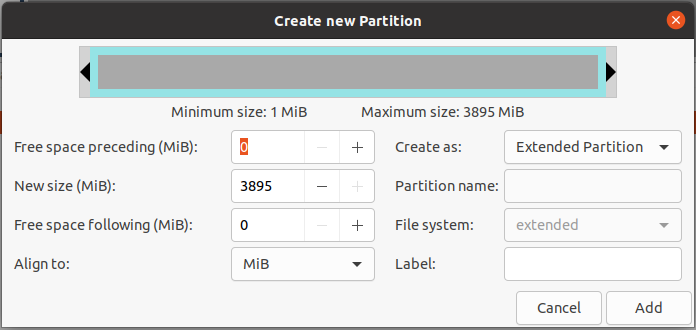 Create new Partition
Minimum size: 1 MiB Maximum size: 3895 MiB
Free space preceding (MiB): 0 Create as: Extended Partition
New size (MiB): 3895 Partition name:
Free space following (MiB): 0 File system: extended
Align to: MiB Label:
Cancel Add